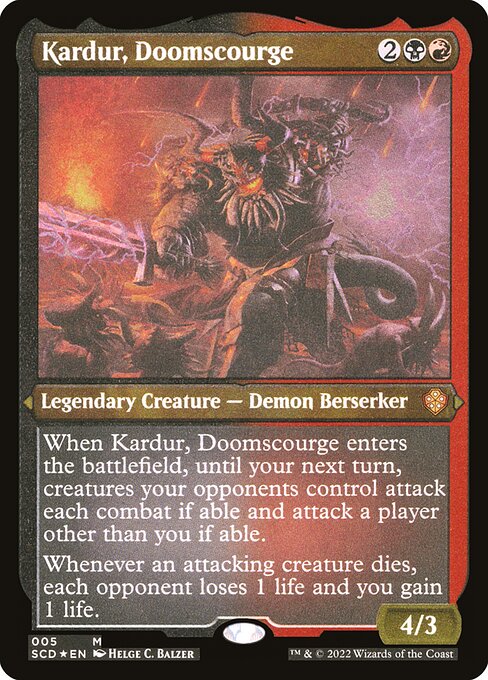 Kardur, Doomscourge 2
Legendary Creature — Demon Berserker
When Kardur, Doomscourge enters
the battlefield, until your next turn,
creatures your opponents control attack
each combat if able and attack a player
other than you if able.
Whenever an attacking creature dies,
each opponent loses 1 life and you gain
1 life.
4/3
005 M
SCD ★ EN Helge C. Balzer
™ & © 2022 Wizards of the Coast